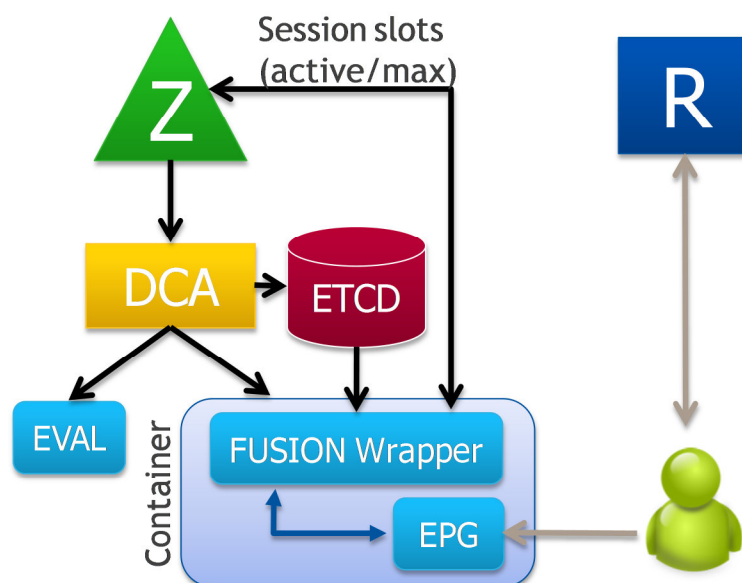 Session slots
(active/max)
Z
R
DCA
ETCD
EVAL
Container
FUSION Wrapper
EPG